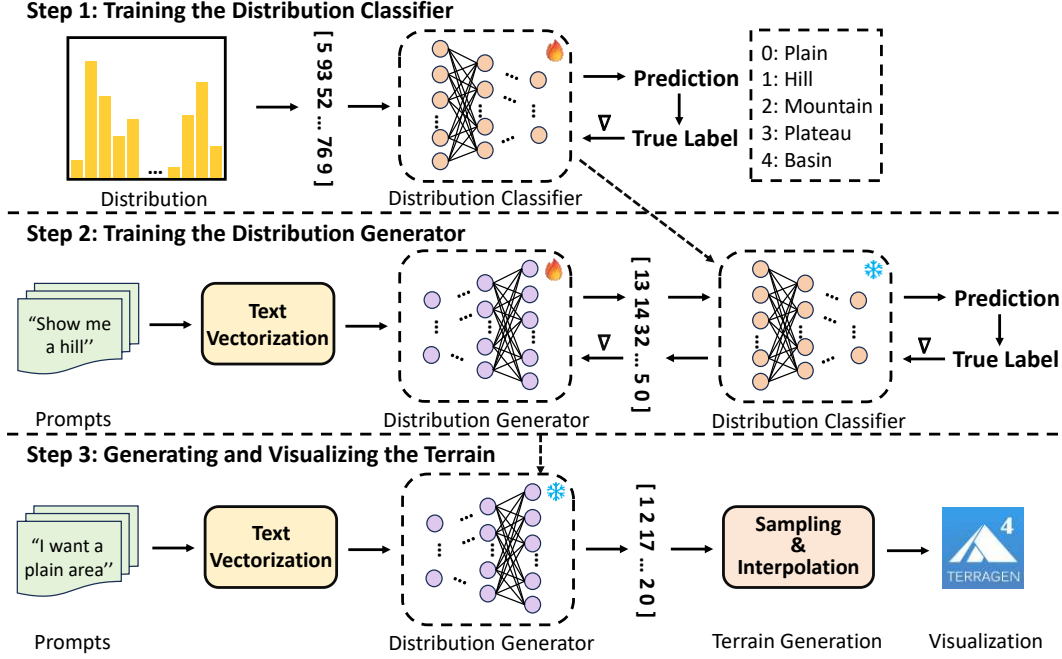 Step 1: Training the Distribution Classifier
[ 5 93 52 ... 76 9 ]
Prediction
True Label
∇
0: Plain
1: Hill
2: Mountain
3: Plateau
4: Basin
...
Distribution
Distribution Classifier
Step 2: Training the Distribution Generator
“Show me
a hill’’
Prompts
Text
Vectorization
Distribution Generator
∇
[ 13 14 32 ... 5 0 ]
Distribution Classifier
Prediction
∇
True Label
Step 3: Generating and Visualizing the Terrain
“I want a
plain area’’
Prompts
Text
Vectorization
Distribution Generator
[ 1 2 17 ... 2 0 ]
Sampling
&
Interpolation
Terrain Generation
4
TERRAGEN
Visualization